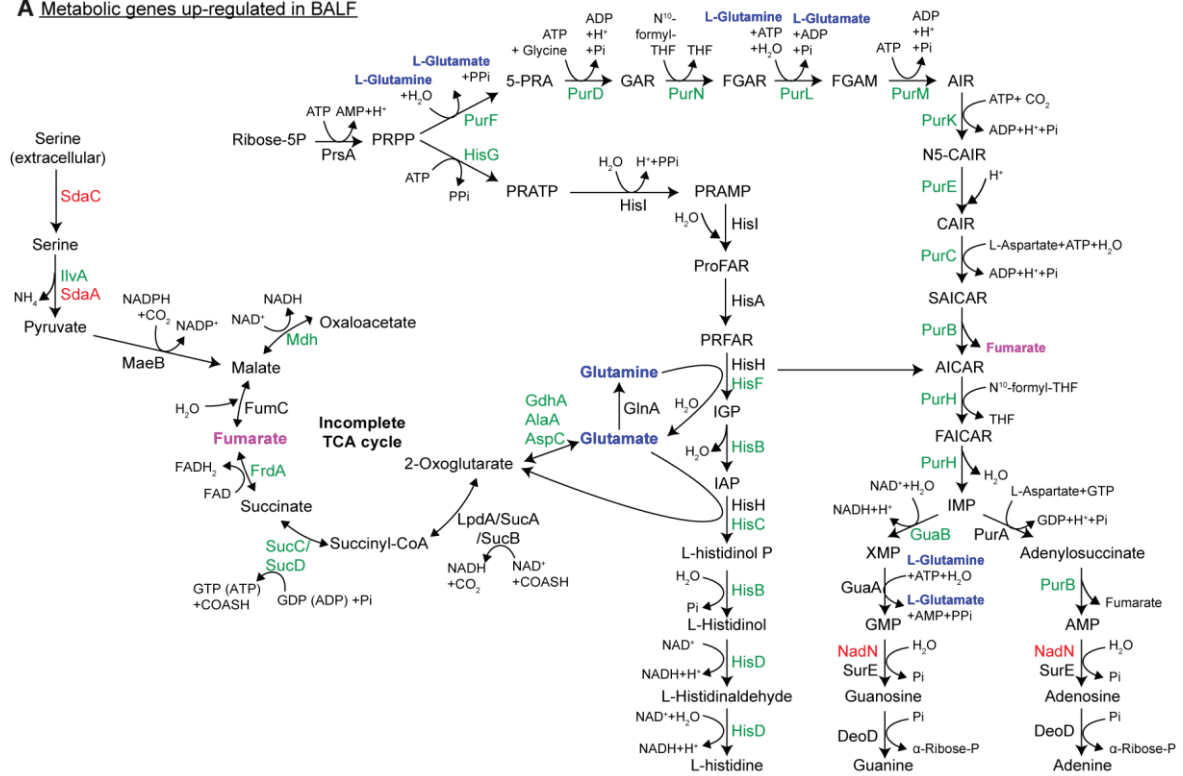 A Metabolic genes up-regulated in BALF
Serine
(extracellular)
SdaC
Serine
IlvA
SdaA
NH4
Pyruvate
NADPH
+CO2
NADP+
MaeB
Malate
NAD+
NADH
Mdh
Oxaloacetate
H2O
FumC
Fumarate
FADH2
FAD
FrdA
Succinate
SucC/
SucD
GTP (ATP)
+COASH
GDP (ADP) +Pi
Succinyl-CoA
Incomplete
TCA cycle
LpdA/SucA
/SucB
NADH
+CO2
NAD+
+COASH
2-Oxoglutarate
GdhA
AlaA
AspC
Glutamine
GlnA
Glutamate
H2O
Ribose-5P
ATP AMP+H+
PrsA
PRPP
L-Glutamine
+H2O
L-Glutamate
+PPi
PurF
5-PRA
ATP
+ Glycine
ADP
+H+
+Pi
PurD
GAR
N10-
formyl-
THF
THF
PurN
FGAR
L-Glutamine
+ATP
+H2O
L-Glutamate
+ADP
+Pi
PurL
FGAM
ATP
ADP
+H+
+Pi
PurM
AIR
HisG
ATP
PPi
PRATP
H2O
H++PPi
HisI
PRAMP
H2O
HisI
ProFAR
HisA
PRFAR
HisH
HisF
IGP
H2O
HisB
IAP
HisH
HisC
L-histidinol P
H2O
Pi
HisB
L-Histidinol
NAD+
NADH+H+
HisD
L-Histidinaldehyde
NAD++H2O
NADH+H+
HisD
L-histidine
PurK
ATP+ CO2
ADP+H++Pi
N5-CAIR
PurE
H+
CAIR
PurC
L-Aspartate+ATP+H2O
ADP+H++Pi
SAICAR
PurB
Fumarate
AICAR
PurH
N10-formyl-THF
THF
FAICAR
PurH
H2O
IMP
NAD++H2O
NADH+H+
GuaB
L-Aspartate+GTP
GDP+H++Pi
PurA
XMP
GuaA
L-Glutamine
+ATP+H2O
L-Glutamate
+AMP+PPi
GMP
NadN
SurE
H2O
Pi
Guanosine
DeoD
Pi
α-Ribose-P
Guanine
Adenylosuccinate
PurB
Fumarate
AMP
NadN
SurE
H2O
Pi
Adenosine
DeoD
Pi
α-Ribose-P
Adenine